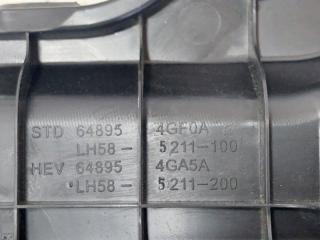 STD 64895 4GF0A
LH58- 5211-100
HEV 64895 4GA5A
LH58- 5211-200